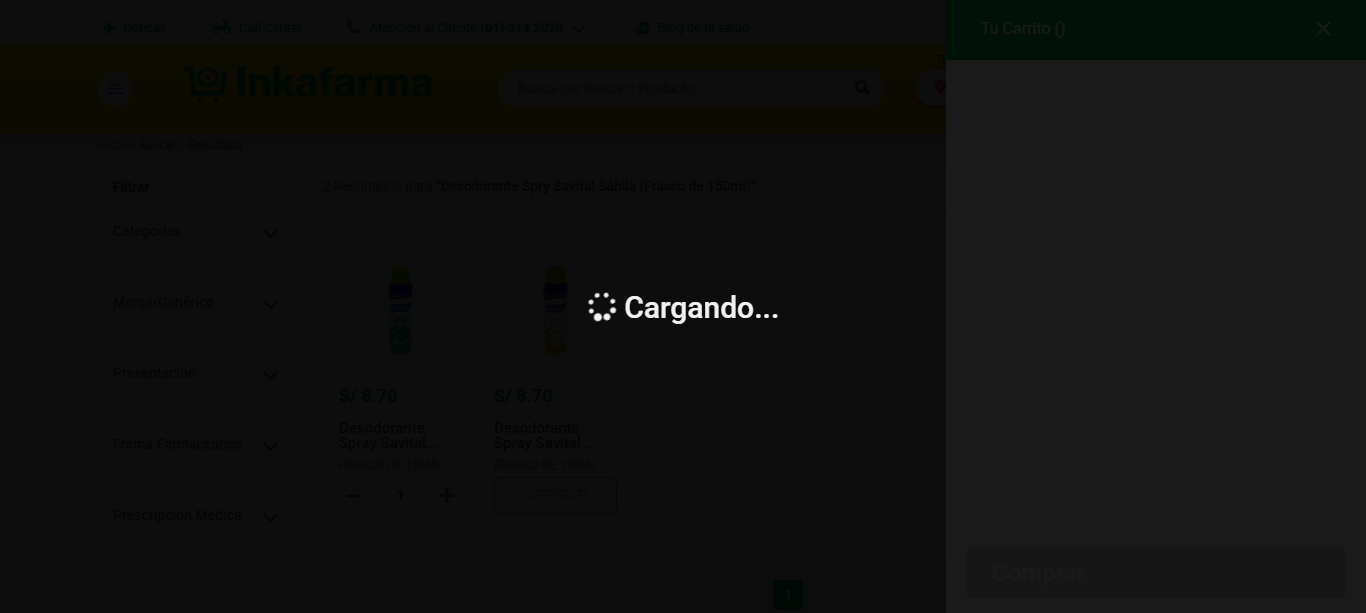 Boticas
Call Center
Atención al Cliente (01) 314 2020
Blog de la salud
Tu Carrito ()
Inkafarma
Busca por marca o producto
Inicio > Buscar > Resultado
Filtrar
2 Resultados para "Desodorante Spry Savital Sábila (Frasco de 150ml)"
Categorías
Marca/Genérico
Presentación
Forma Farmaceutica
Prescripción Médica
Cargando...
S/ 8.70
Desodorante
Spray Savital...
FRASCO DE 150ML
1
S/ 8.70
Desodorante
Spray Savital...
FRASCO DE 150ML
AGREGAR
1
Comprar